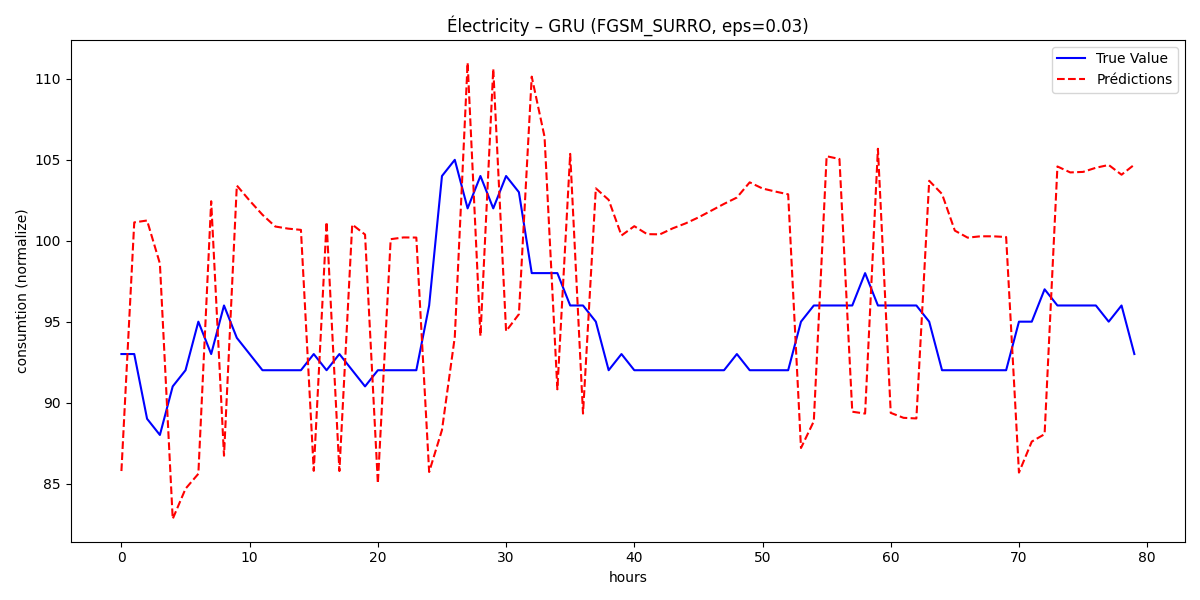 Électricity – GRU (FGSM_SURRO, eps=0.03)
True Value
Prédictions
consumtion (normalize)
110
105
100
95
90
85
0 10 20 30 40 50 60 70 80
hours